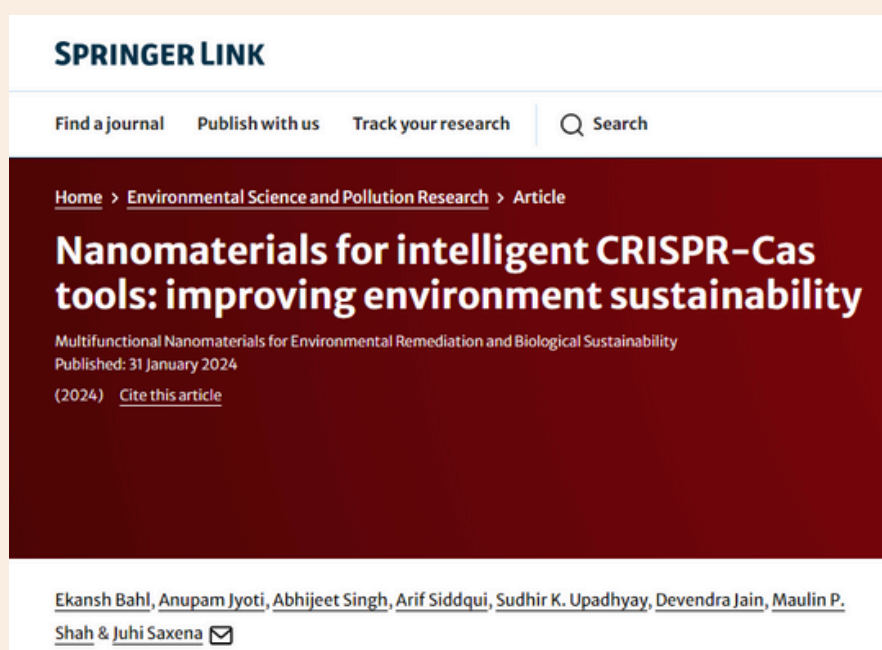 SPRINGER LINK
Find a journal Publish with us Track your research Search
Home > Environmental Science and Pollution Research > Article
Nanomaterials for intelligent CRISPR-Cas
tools: improving environment sustainability
Multifunctional Nanomaterials for Environmental Remediation and Biological Sustainability
Published: 31 January 2024
(2024) Cite this article
Ekansh Bahl, Anupam Jyoti, Abhijeet Singh, Arif Siddqui, Sudhir K. Upadhyay, Devendra Jain, Maulin P.
Shah & Juhi Saxena